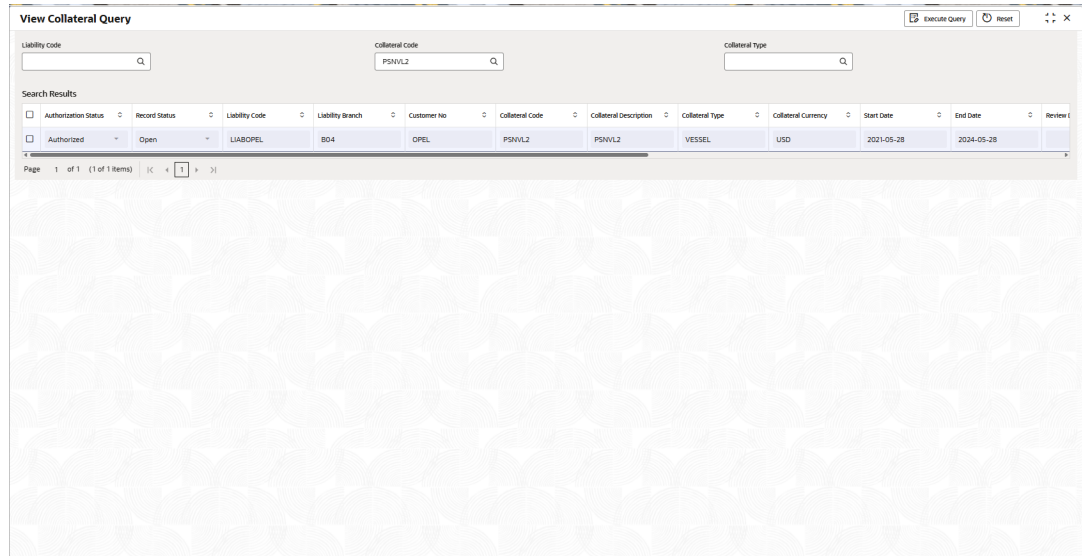 View Collateral Query Execute Query Reset
Liability Code Collateral Code Collateral Type
PSNVL2
Search Results
Authorization Status Record Status Liability Code Liability Branch Customer No Collateral Code Collateral Description Collateral Type Collateral Currency Start Date End Date Review
Authorized Open LIABOPEL B04 OPEL PSNVL2 PSNVL2 VESSEL USD 2021-05-28 2024-05-28
Page 1 of 1 (1 of 1 items) 1